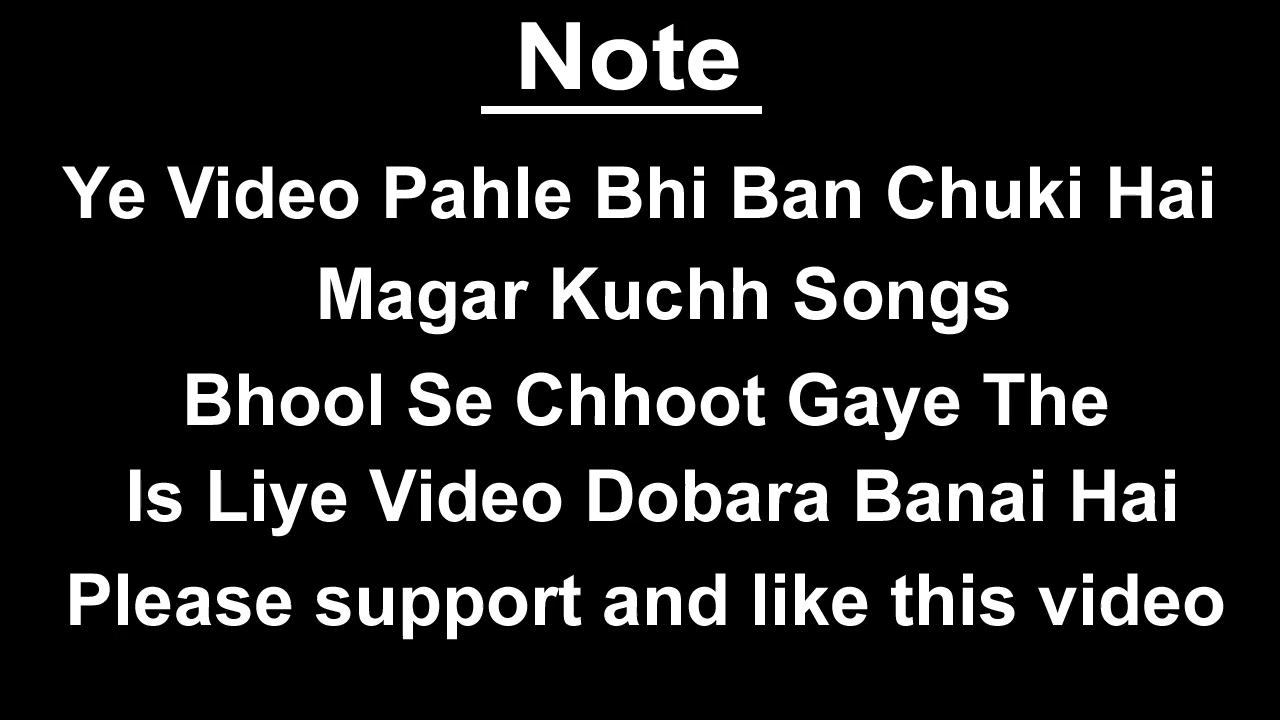 Note
Ye Video Pahle Bhi Ban Chuki Hai
Magar Kuchh Songs
Bhool Se Chhoot Gaye The
Is Liye Video Dobara Banai Hai
Please support and like this video